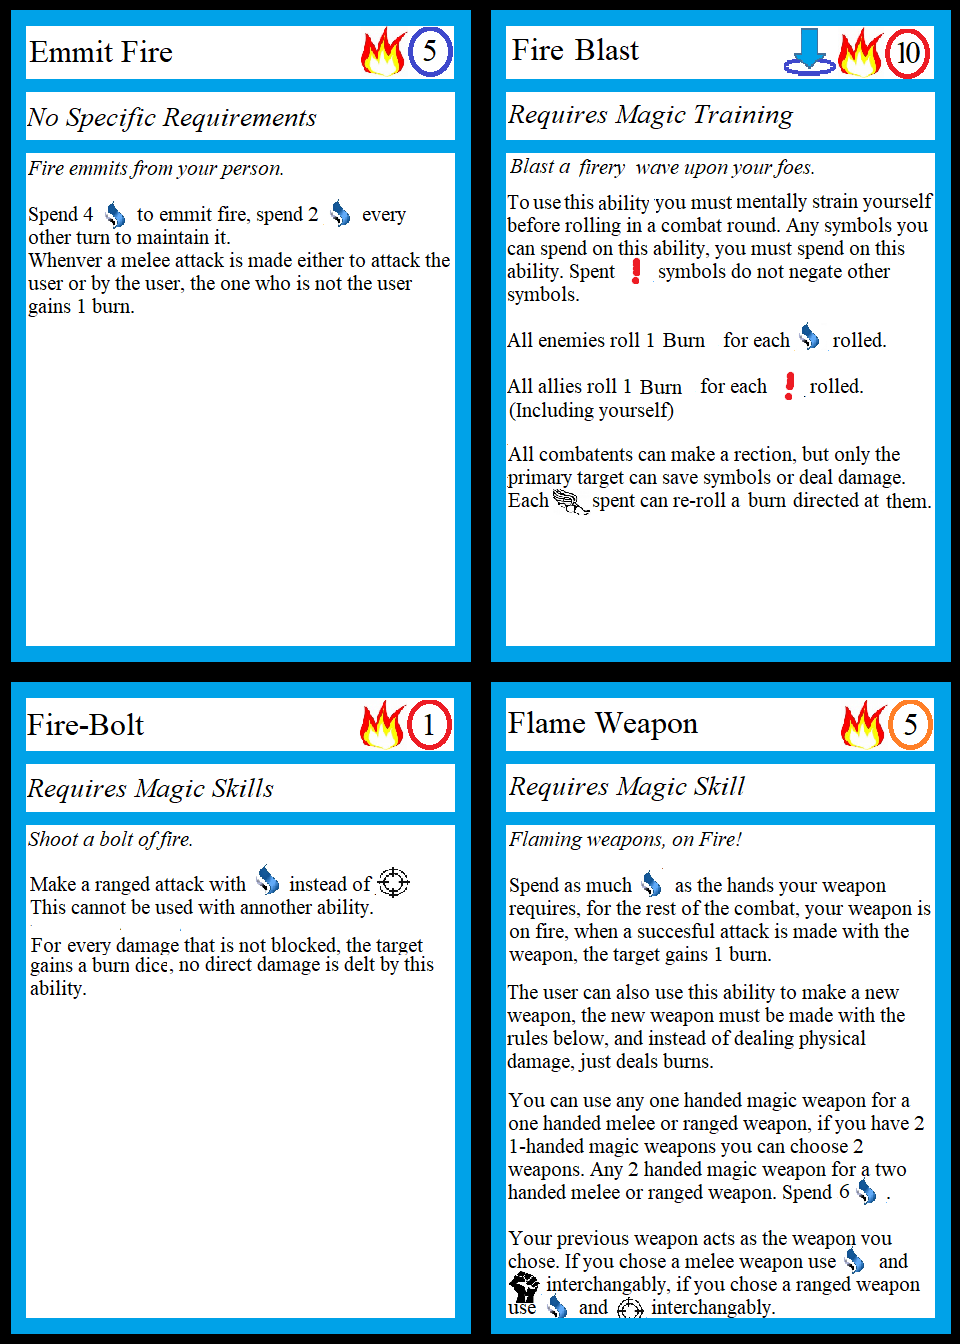 Emmit Fire 5
No Specific Requirements
Fire emmits from your person.
Spend 4 to emmit fire, spend 2 every
other turn to maintain it.
Whenver a melee attack is made either to attack the
user or by the user, the one who is not the user
gains 1 burn.
Fire Blast 10
Requires Magic Training
Blast a firery wave upon your foes.
To use this ability you must mentally strain yourself
before rolling in a combat round. Any symbols you
can spend on this ability, you must spend on this
ability. Spent ! symbols do not negate other
symbols.
All enemies roll 1 Burn for each rolled.
All allies roll 1 Burn for each ! rolled.
(Including yourself)
All combatents can make a rection, but only the
primary target can save symbols or deal damage.
Each spent can re-roll a burn directed at them.
Fire-Bolt 1
Requires Magic Skills
Shoot a bolt of fire.
Make a ranged attack with instead of
This cannot be used with annother ability.
For every damage that is not blocked, the target
gains a burn dice, no direct damage is delt by this
ability.
Flame Weapon 5
Requires Magic Skill
Flaming weapons, on Fire!
Spend as much as the hands your weapon
requires, for the rest of the combat, your weapon is
on fire, when a succesful attack is made with the
weapon, the target gains 1 burn.
The user can also use this ability to make a new
weapon, the new weapon must be made with the
rules below, and instead of dealing physical
damage, just deals burns.
You can use any one handed magic weapon for a
one handed melee or ranged weapon, if you have 2
1-handed magic weapons you can choose 2
weapons. Any 2 handed magic weapon for a two
handed melee or ranged weapon. Spend 6 .
Your previous weapon acts as the weapon you
chose. If you chose a melee weapon use and
interchangably, if you chose a ranged weapon
use and interchangably.